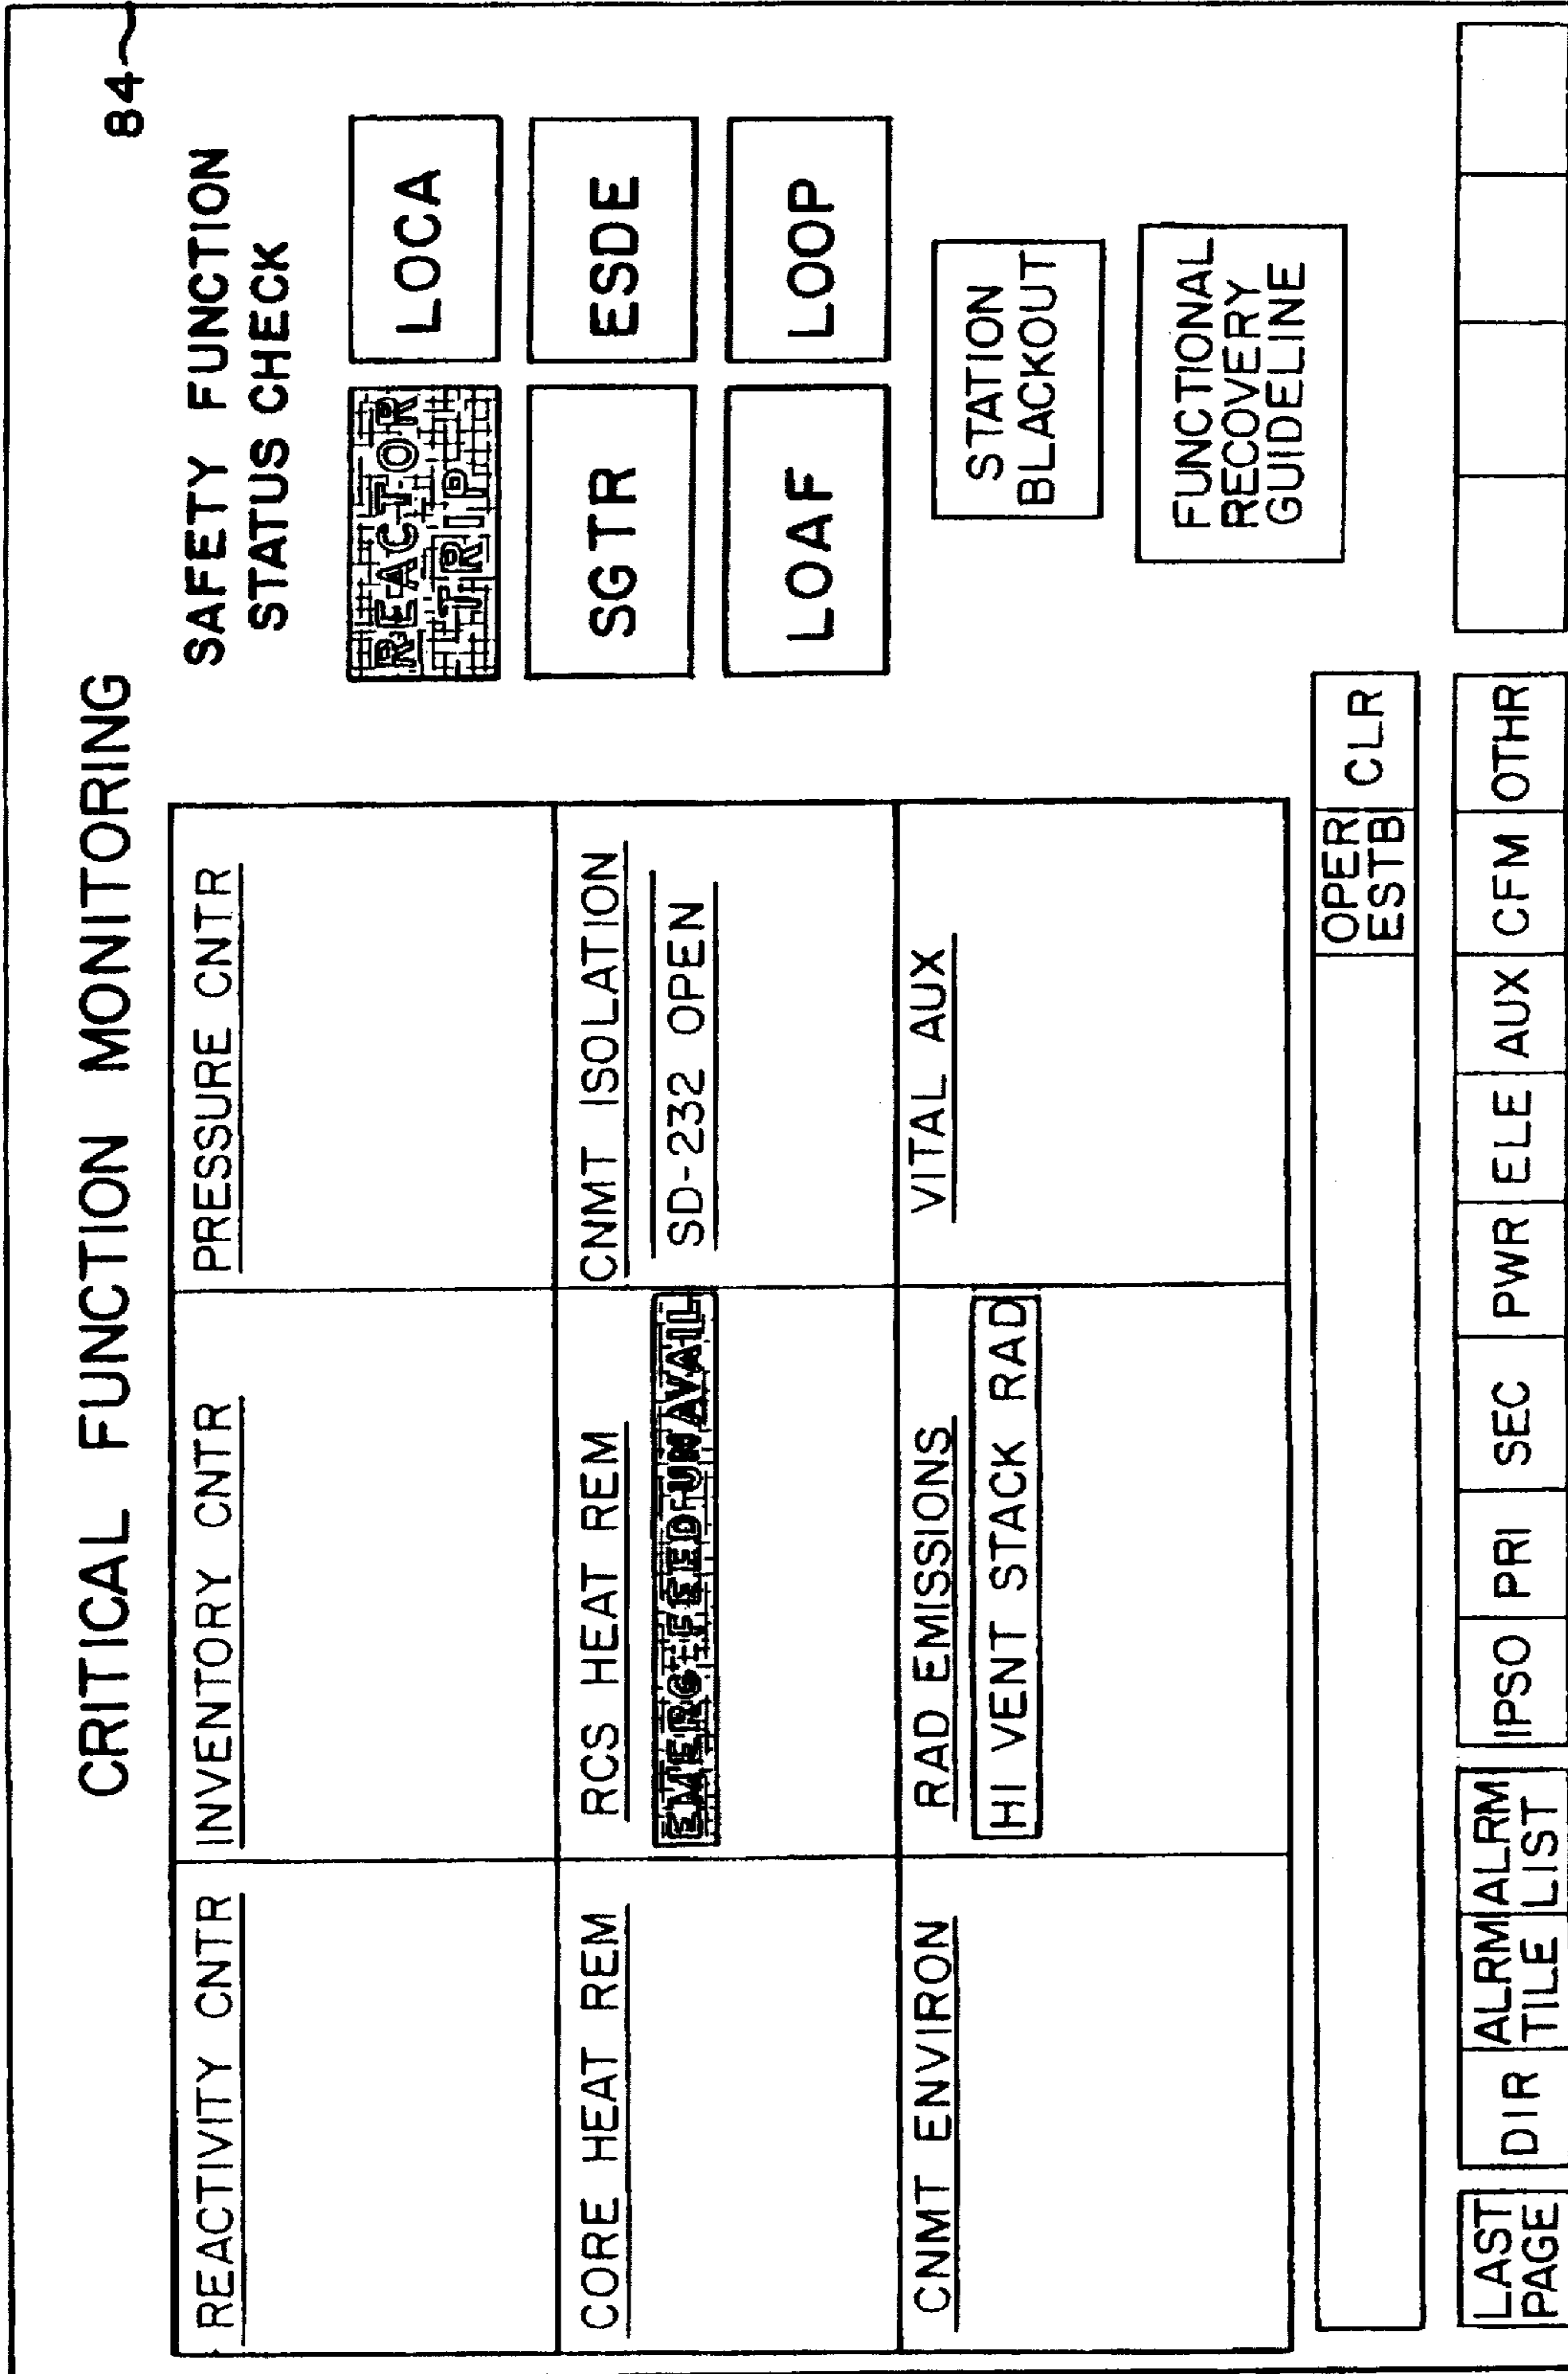 84
CRITICAL FUNCTION MONITORING
REACTIVITY CNTR
INVENTORY CNTR
PRESSURE CNTR
CORE HEAT REM
RCS HEAT REM
EMERG FEED UNAVAIL
CNMT ISOLATION
SD-232 OPEN
CNMT ENVIRON
RAD EMISSIONS
HI VENT STACK RAD
VITAL AUX
SAFETY FUNCTION
STATUS CHECK
REACTOR
TRIP
LOCA
SGTR
ESDE
LOAF
LOOP
STATION
BLACKOUT
FUNCTIONAL
RECOVERY
GUIDELINE
OPER
ESTB
CLR
LAST
PAGE
DIR
ALRM
TILE
ALRM
LIST
IPSO
PRI
SEC
PWR
ELE
AUX
CFM
OTHR